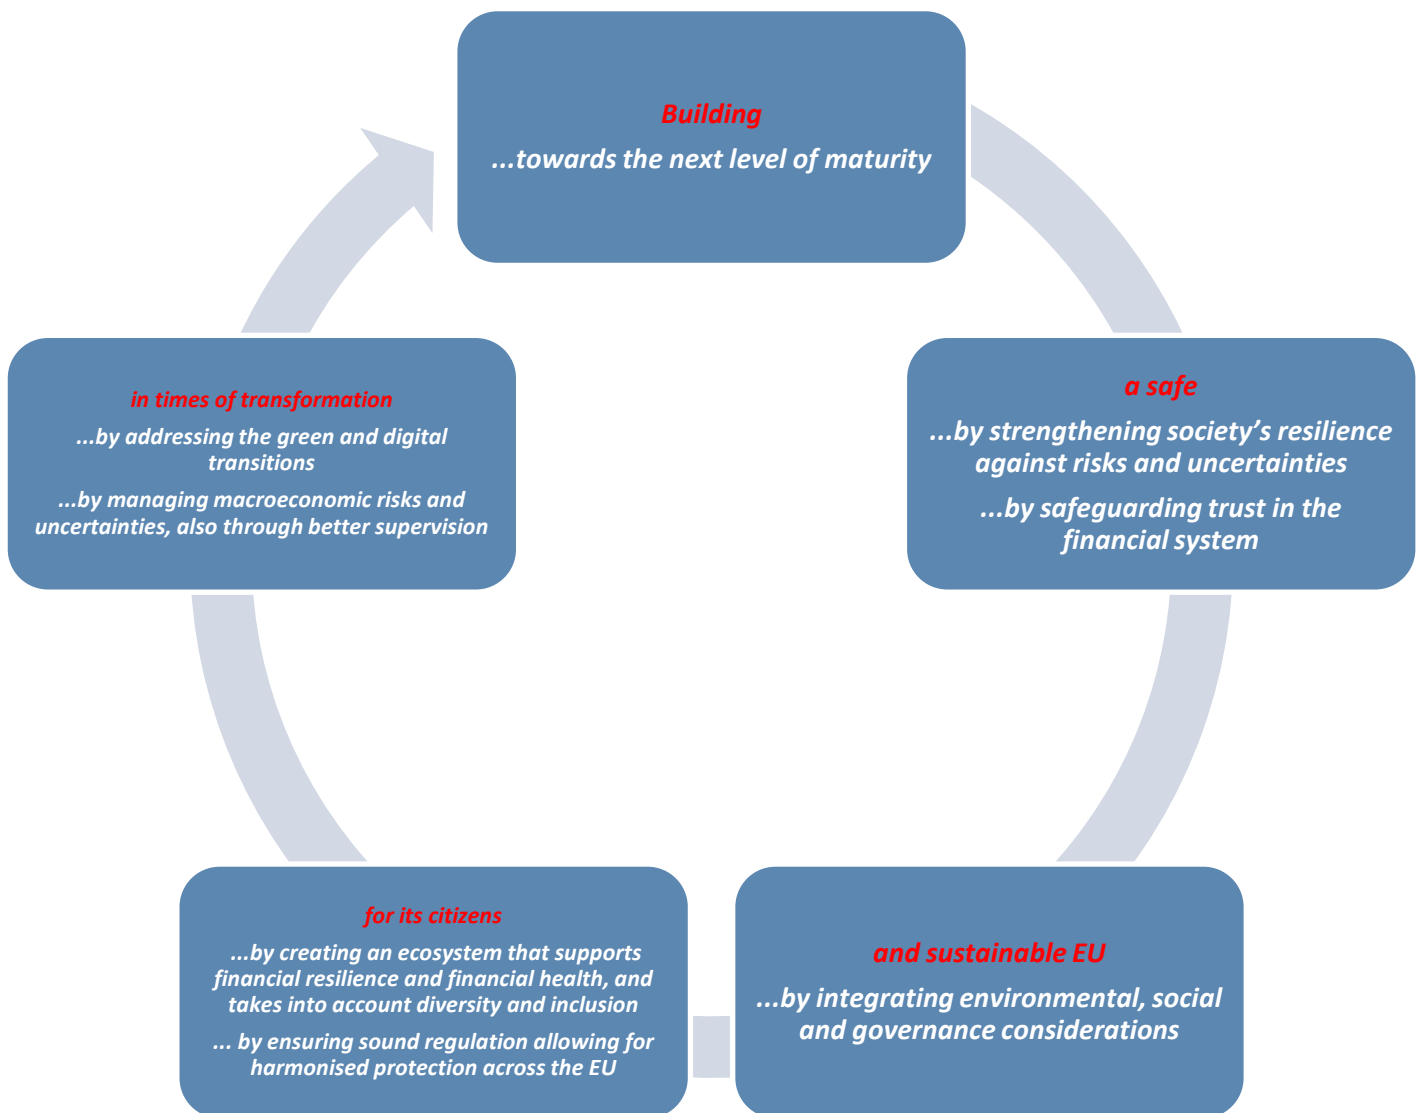 Building
...towards the next level of maturity
a safe
...by strengthening society’s resilience
against risks and uncertainties
...by safeguarding trust in the
financial system
and sustainable EU
...by integrating environmental, social
and governance considerations
for its citizens
...by creating an ecosystem that supports
financial resilience and financial health, and
takes into account diversity and inclusion
... by ensuring sound regulation allowing for
harmonised protection across the EU
in times of transformation
...by addressing the green and digital
transitions
...by managing macroeconomic risks and
uncertainties, also through better supervision